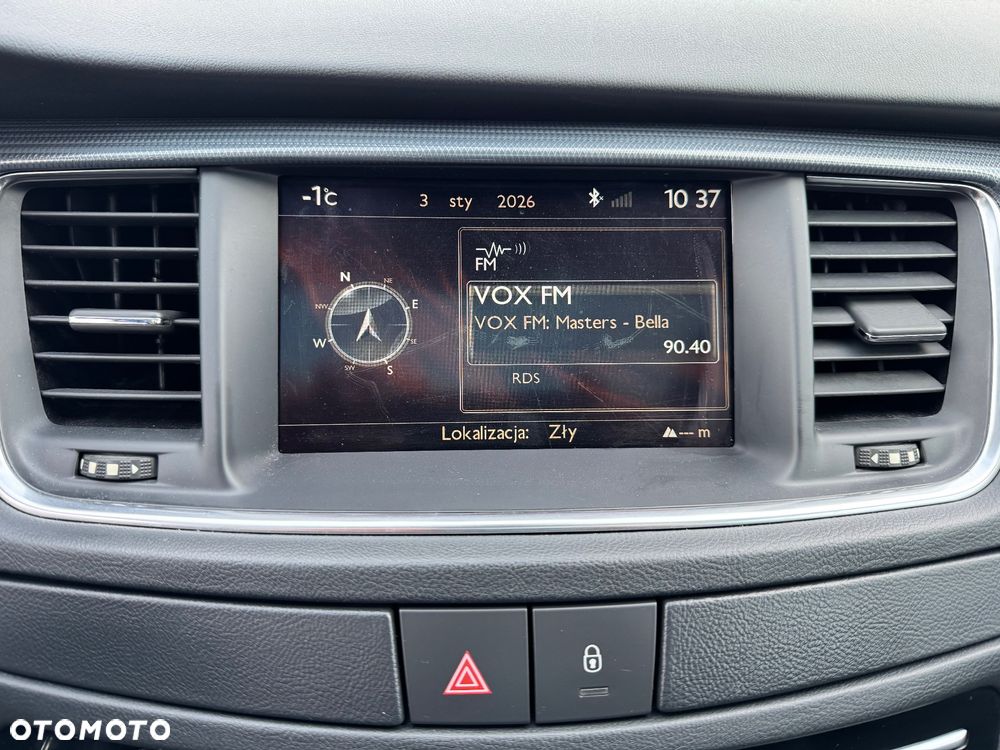 -1°C 3 sty 2026 10 37
FM
VOX FM
VOX FM: Masters - Bella
90.40
RDS
N
NE
E
SE
S
SW
W
NW
Lokalizacja: Zły --- m
OTOMOTO